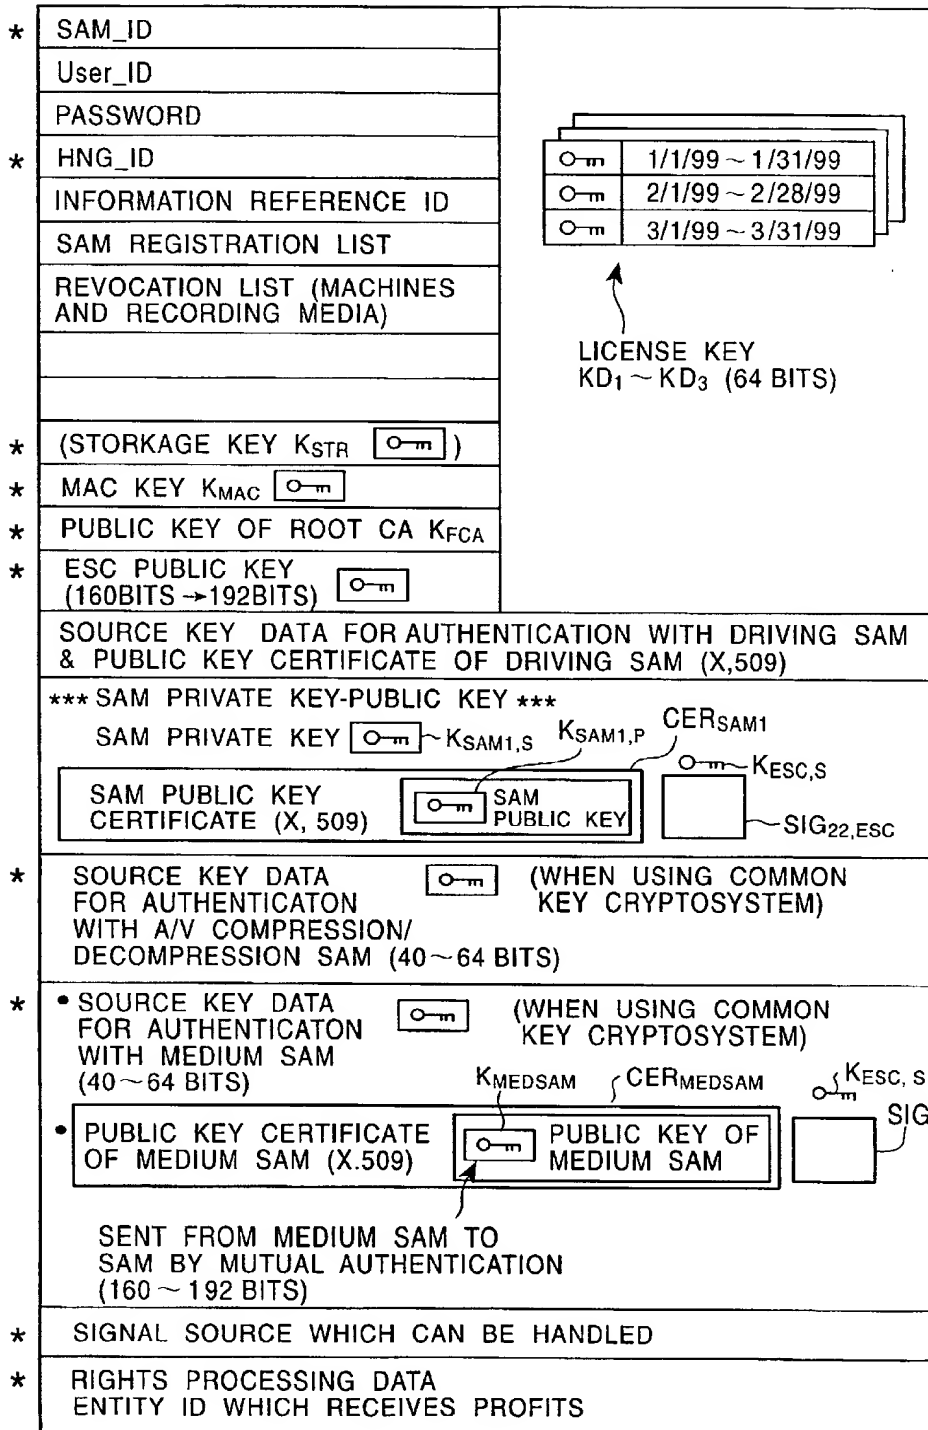 * SAM_ID
User_ID
PASSWORD
* HNG_ID
INFORMATION REFERENCE ID
SAM REGISTRATION LIST
REVOCATION LIST (MACHINES
AND RECORDING MEDIA)
1/1/99 ~ 1/31/99
2/1/99 ~ 2/28/99
3/1/99 ~ 3/31/99
LICENSE KEY
KD1 ~ KD3 (64 BITS)
* (STORKAGE KEY KSTR )
* MAC KEY KMAC
* PUBLIC KEY OF ROOT CA KFCA
* ESC PUBLIC KEY
(160BITS → 192BITS)
SOURCE KEY DATA FOR AUTHENTICATION WITH DRIVING SAM
& PUBLIC KEY CERTIFICATE OF DRIVING SAM (X,509)
*** SAM PRIVATE KEY-PUBLIC KEY ***
SAM PRIVATE KEY ~ KSAM1,S
KSAM1,P
CERSAM1
KESC,S
SAM PUBLIC KEY
CERTIFICATE (X, 509)
SAM
PUBLIC KEY
SIG22,ESC
* SOURCE KEY DATA
FOR AUTHENTICATON
WITH A/V COMPRESSION/
DECOMPRESSION SAM (40 ~ 64 BITS)
(WHEN USING COMMON
KEY CRYPTOSYSTEM)
* • SOURCE KEY DATA
FOR AUTHENTICATON
WITH MEDIUM SAM
(40 ~ 64 BITS)
(WHEN USING COMMON
KEY CRYPTOSYSTEM)
KMEDSAM
CERMEDSAM
KESC, S
SIG
• PUBLIC KEY CERTIFICATE
OF MEDIUM SAM (X.509)
PUBLIC KEY OF
MEDIUM SAM
SENT FROM MEDIUM SAM TO
SAM BY MUTUAL AUTHENTICATION
(160 ~ 192 BITS)
* SIGNAL SOURCE WHICH CAN BE HANDLED
* RIGHTS PROCESSING DATA
ENTITY ID WHICH RECEIVES PROFITS